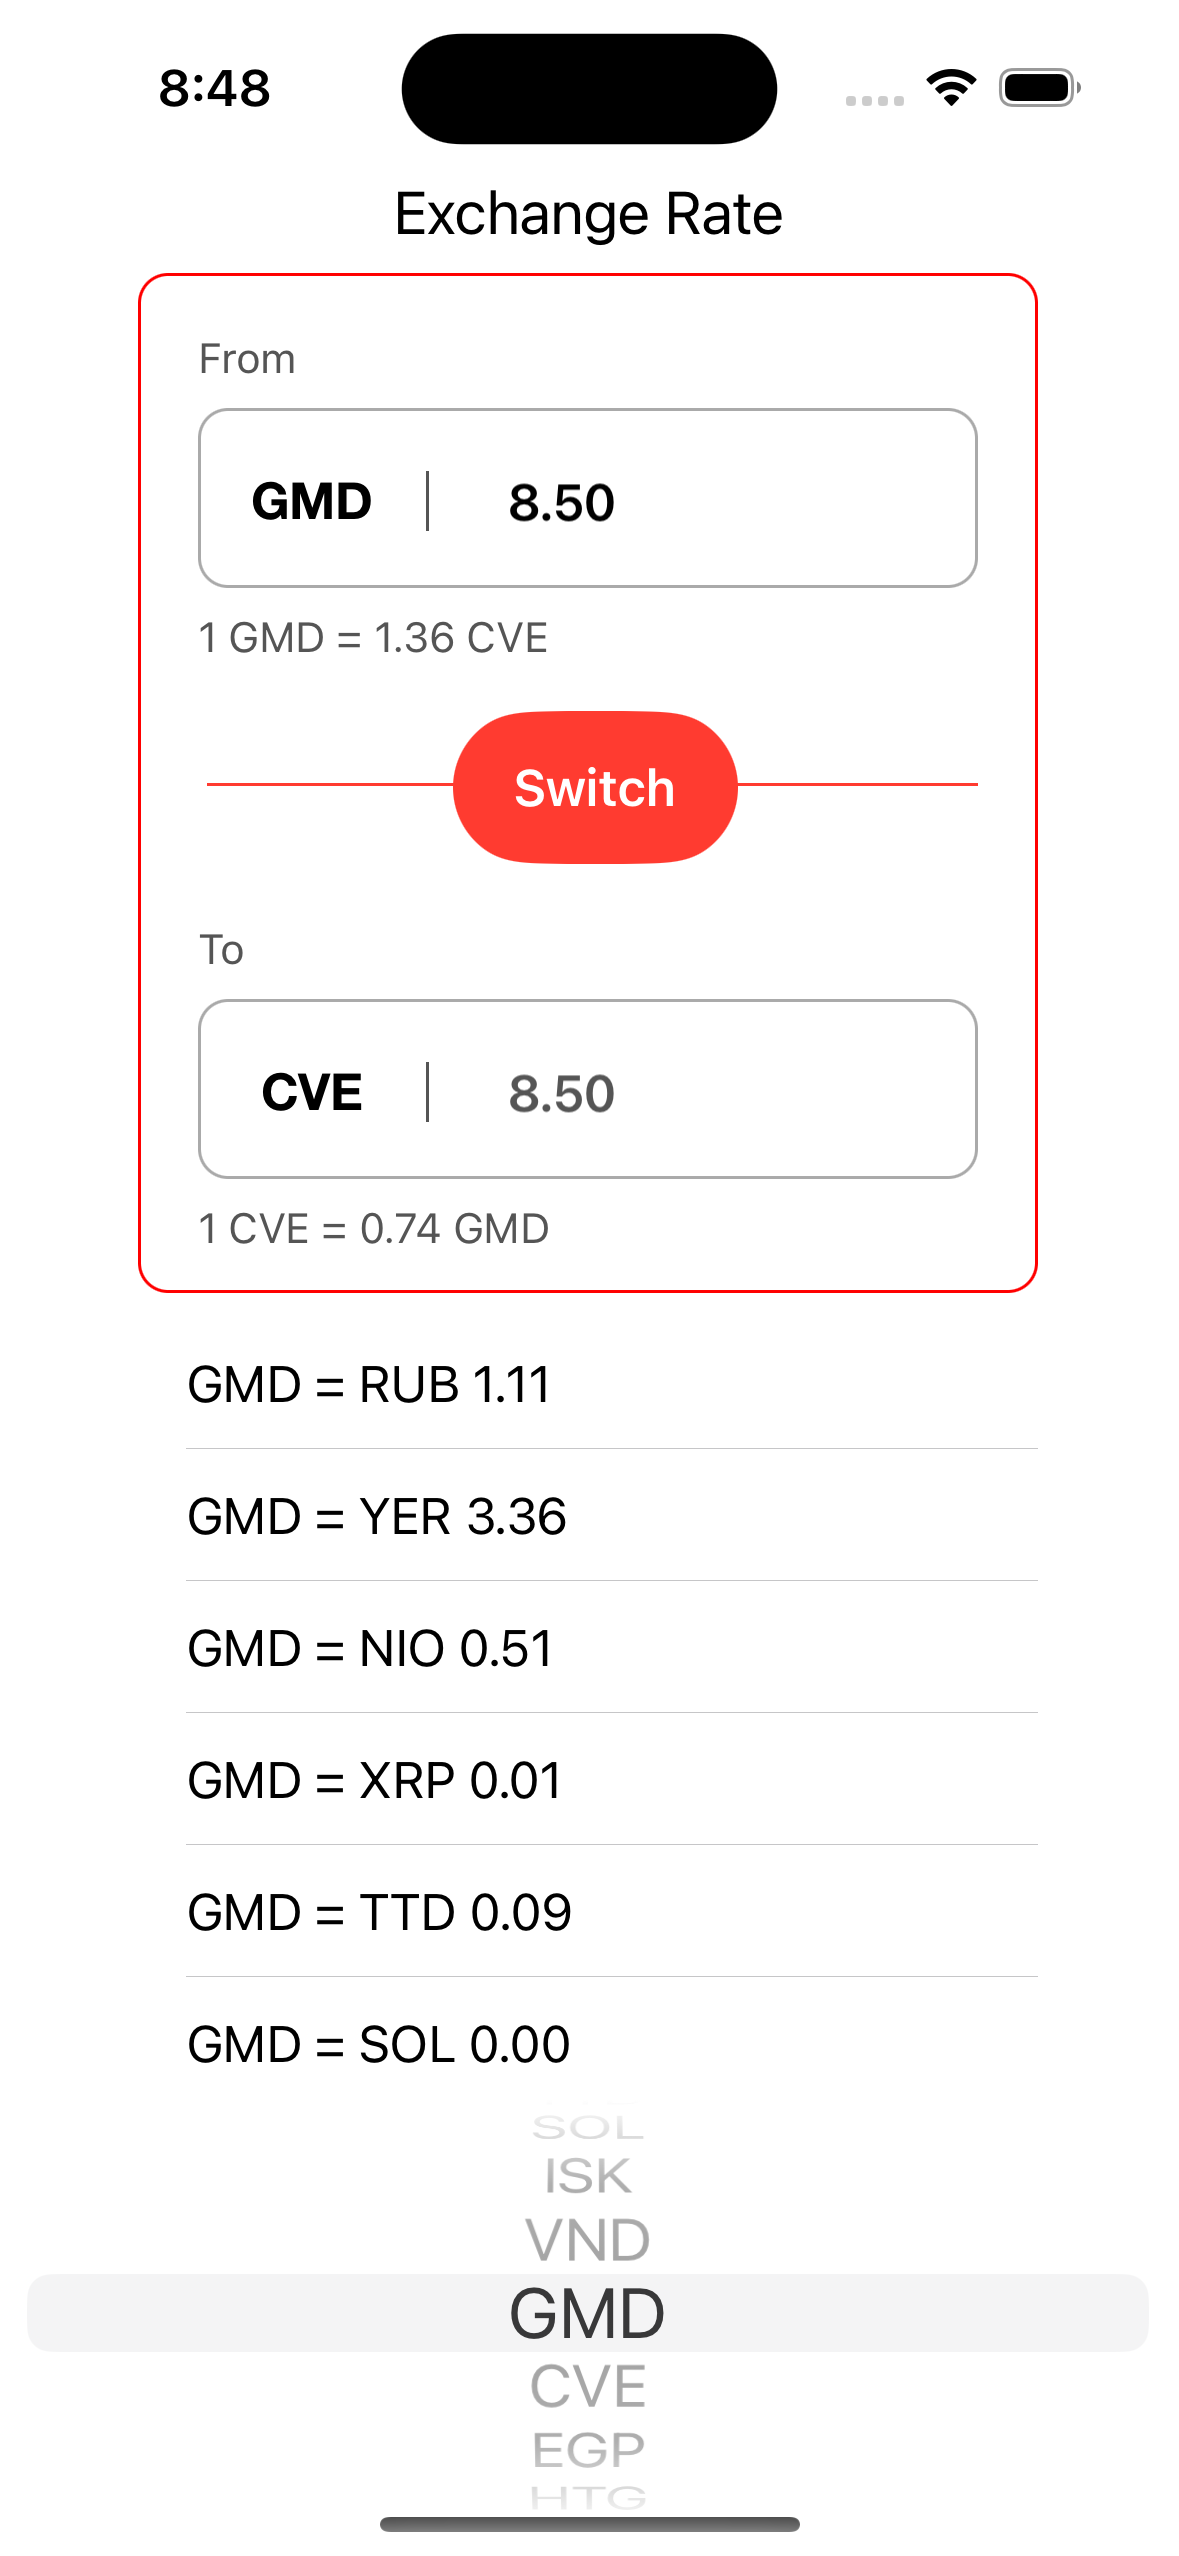 8:48
Exchange Rate
From
GMD 8.50
1 GMD = 1.36 CVE
Switch
To
CVE 8.50
1 CVE = 0.74 GMD
GMD = RUB 1.11
GMD = YER 3.36
GMD = NIO 0.51
GMD = XRP 0.01
GMD = TTD 0.09
GMD = SOL 0.00
SOL
ISK
VND
GMD
CVE
EGP
HTG